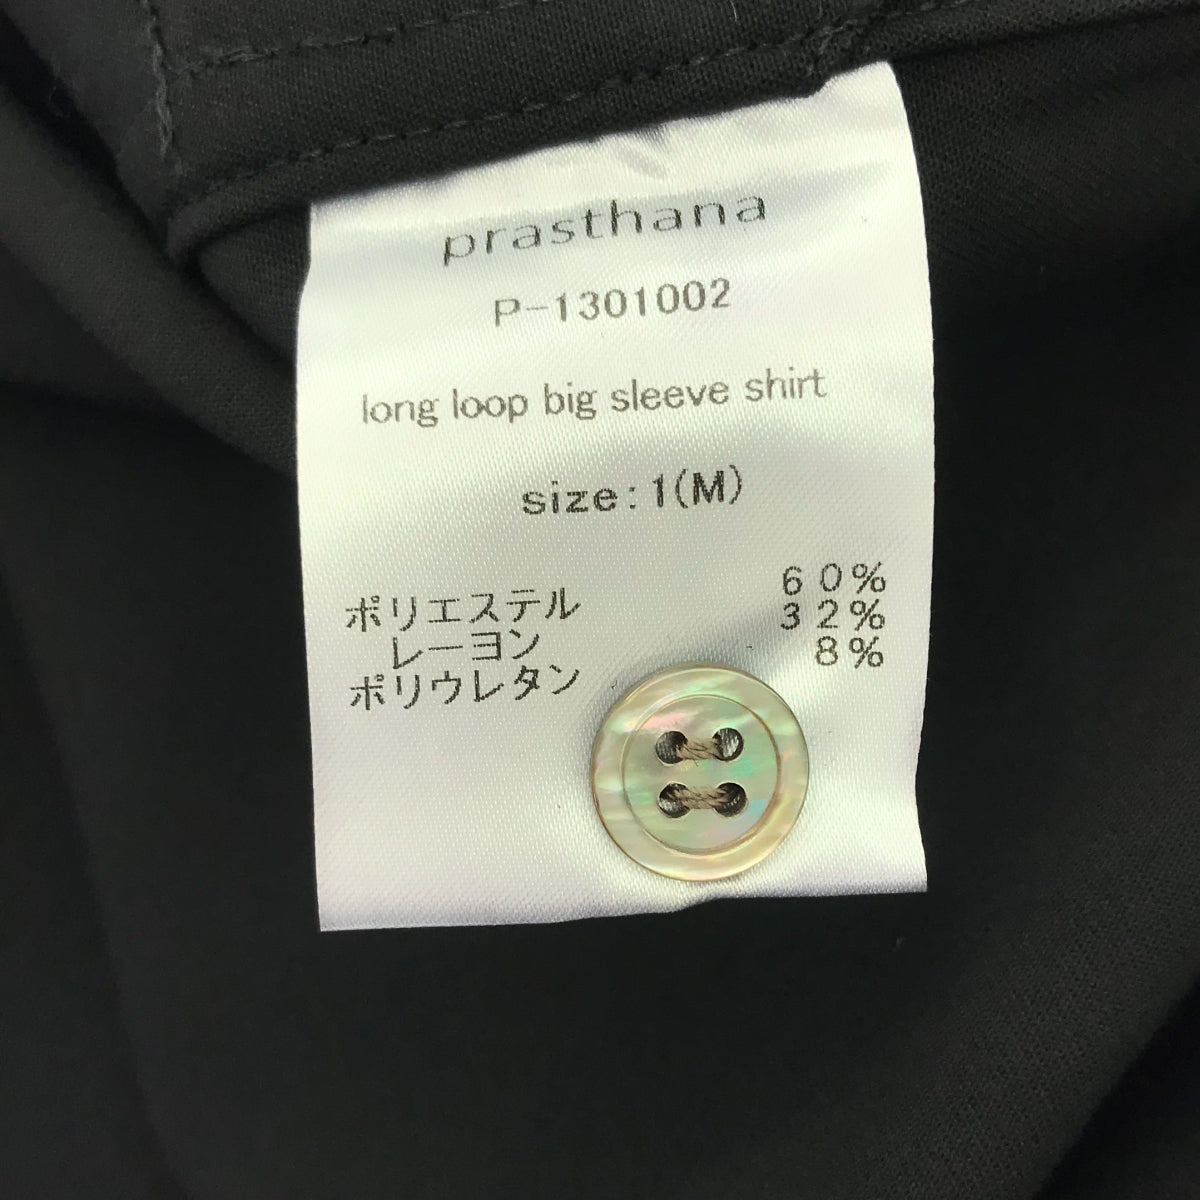 prasthana
P-1301002
long loop big sleeve shirt
size:1(M)
ポリエステル 60%
レーヨン 32%
ポリウレタン 8%